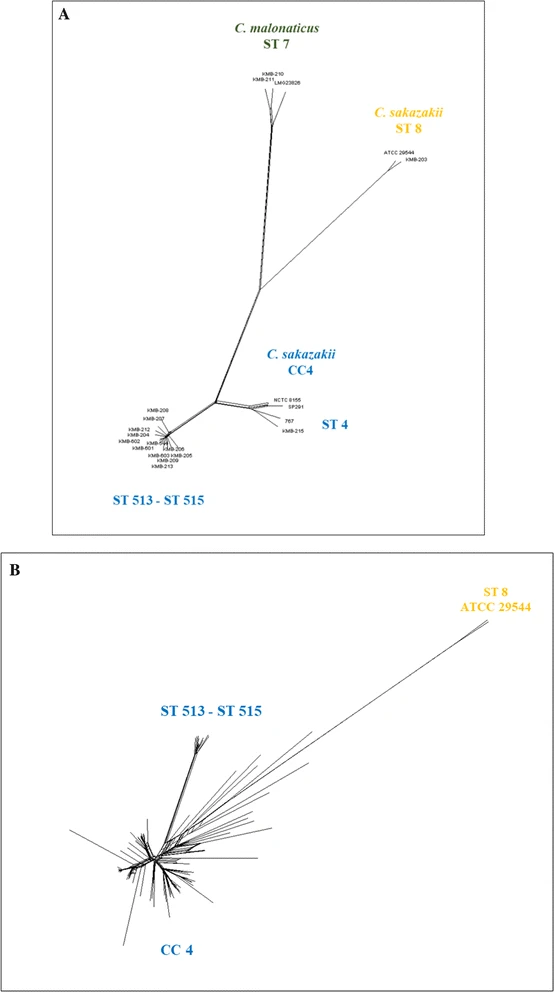 A
C. malonaticus
ST 7
KMB-210
KMB-211
LMG23826
C. sakazakii
ST 8
ATCC 29544
KMB-203
C. sakazakii
CC4
NCTC 8155
SP291
767
KMB-215
ST 4
KMB-208
KMB-207
KMB-212
KMB-204
KMB-602
KMB-601
KMB-206
KMB-603
KMB-205
KMB-209
KMB-213
ST 513 - ST 515
B
ST 8
ATCC 29544
ST 513 - ST 515
CC 4